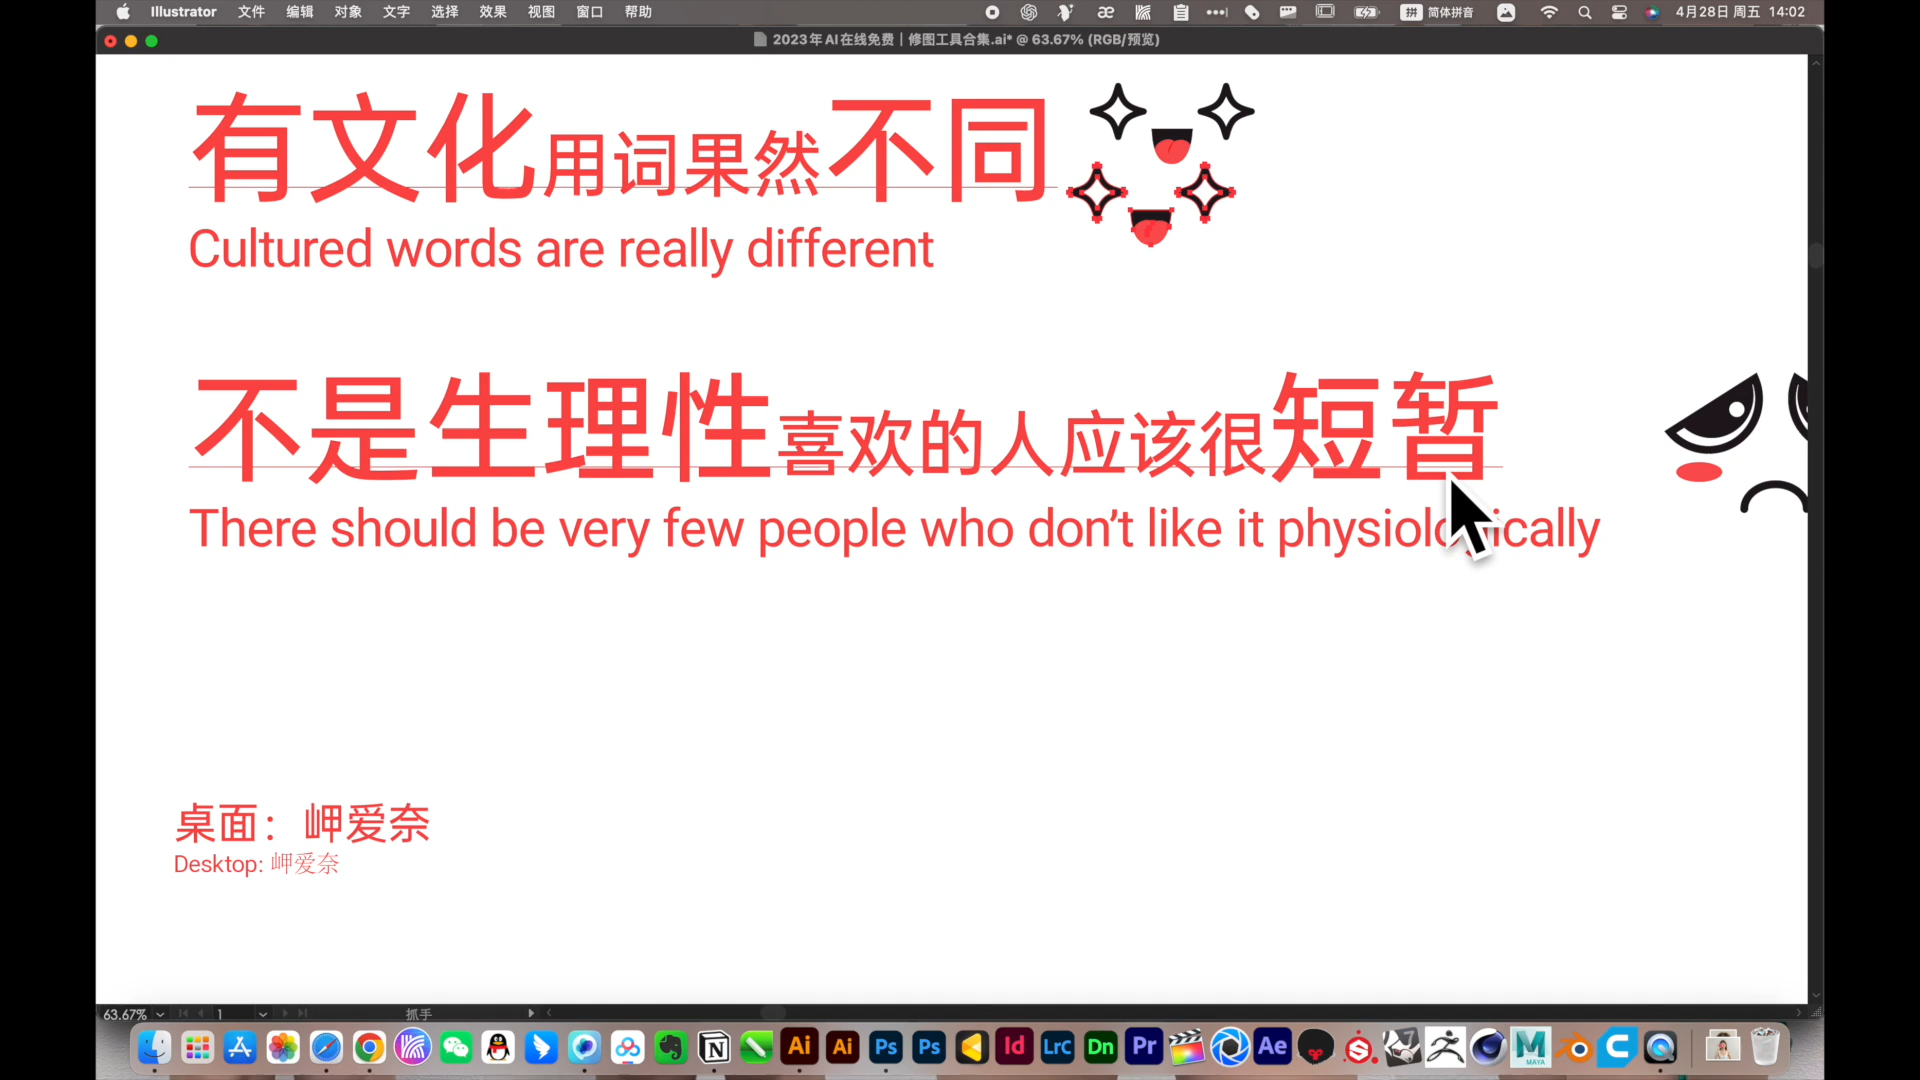 Illustrator 文件 编辑 对象 文字 选择 效果 视图 窗口 帮助 拼 简体拼音 4月28日 周五 14:02
2023年AI在线免费｜修图工具合集.ai* @ 63.67% (RGB/预览)
有文化用词果然不同
Cultured words are really different
不是生理性喜欢的人应该很短暂
There should be very few people who don't like it physiologically
桌面：岬爱奈
Desktop: 岬爱奈
63.67% 1 抓手
N Ai Ai Ps Ps Id LrC Dn Pr Ae 7 M MAYA